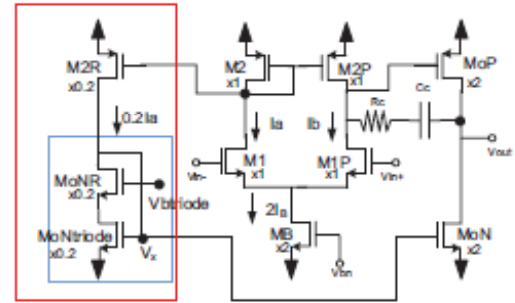 M2R
x0.2
M2
x1
M2P
x1
MoP
x2
0.2Ia
Ia
Ib
Rc
Cc
Vout
MoNR
x0.2
Vbtriode
Vin-
M1
x1
M1P
x1
Vin+
2IB
MoNtriode
x0.2
Vx
MB
x2
Vbn
MoN
x2